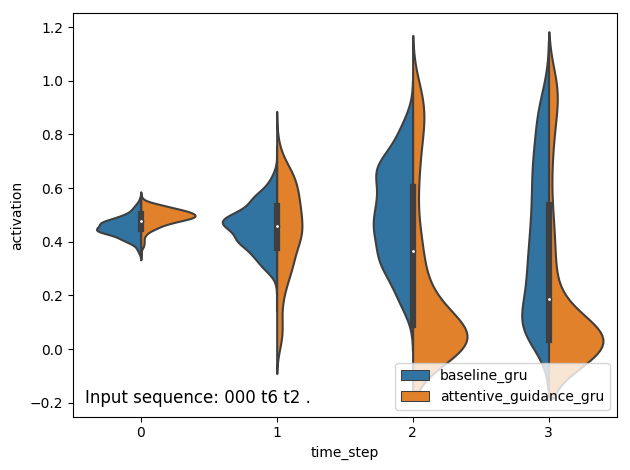 1.2
1.0
0.8
0.6
0.4
0.2
0.0
−0.2
activation
Input sequence: 000 t6 t2 .
baseline_gru
attentive_guidance_gru
0 1 2 3
time_step